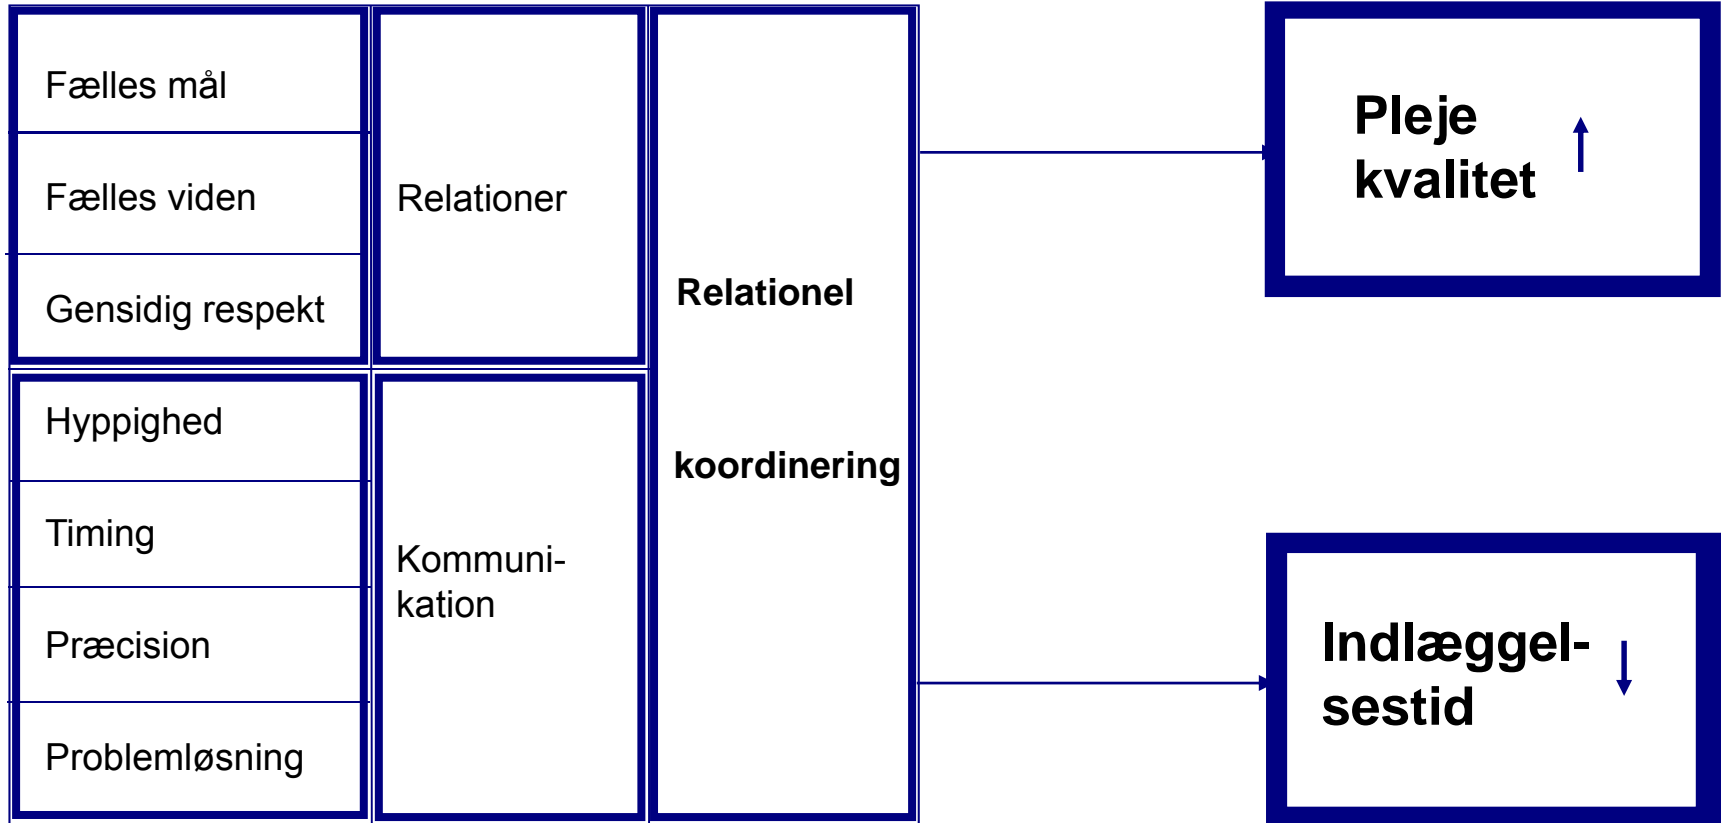 Fælles mål
Fælles viden
Gensidig respekt
Hyppighed
Timing
Præcision
Problemløsning
Relationer
Kommuni-
kation
Relationel
koordinering
Pleje
kvalitet
Indlæggel-
sestid